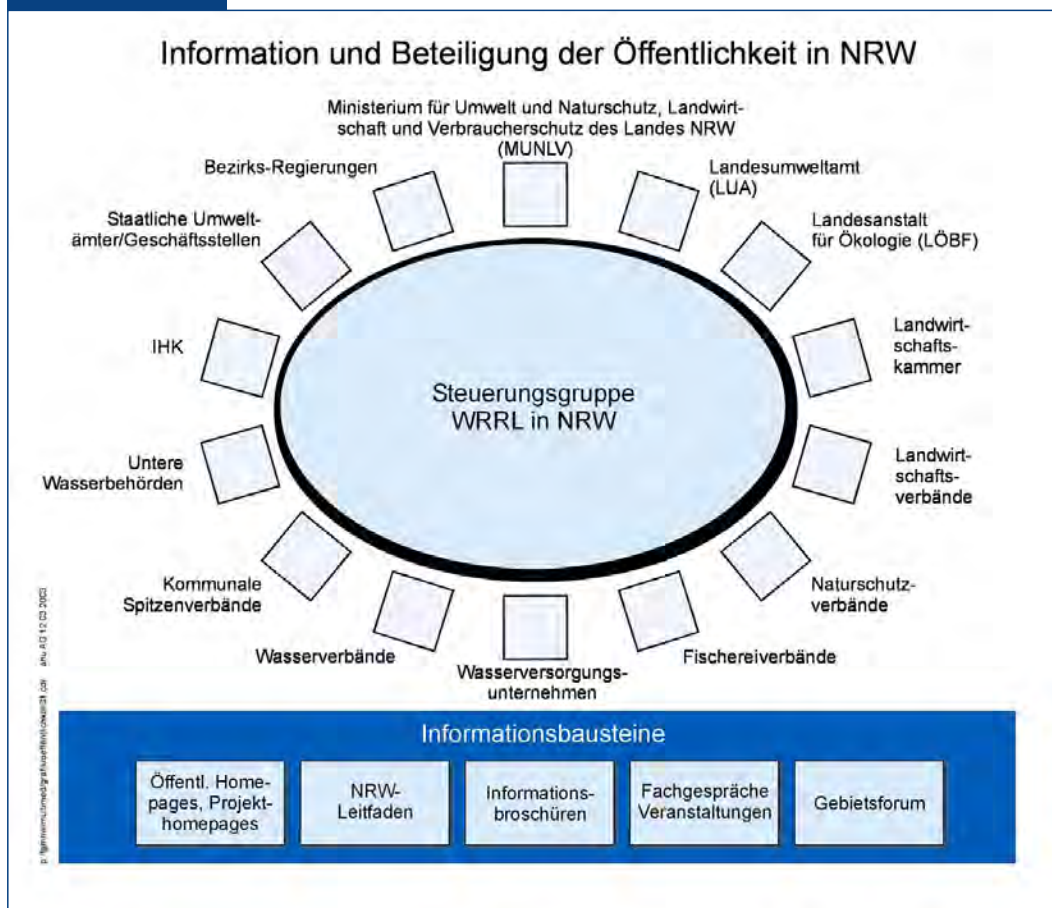 Information und Beteiligung der Öffentlichkeit in NRW
Ministerium für Umwelt und Naturschutz, Landwirt-
schaft und Verbraucherschutz des Landes NRW
(MUNLV)
Bezirks-Regierungen
Landesumweltamt
(LUA)
Staatliche Umwelt-
ämter/Geschäftsstellen
Landesanstalt
für Ökologie (LÖBF)
IHK
Landwirt-
schafts-
kammer
Steuerungsgruppe
WRRL in NRW
Untere
Wasserbehörden
Landwirt-
schafts-
verbände
Kommunale
Spitzenverbände
Naturschutz-
verbände
Wasserverbände
Wasserversorgungs-
unternehmen
Fischereiverbände
Informationsbausteine
Öffentl. Home-
pages, Projekt-
homepages
NRW-
Leitfaden
Informations-
broschüren
Fachgespräche
Veranstaltungen
Gebietsforum